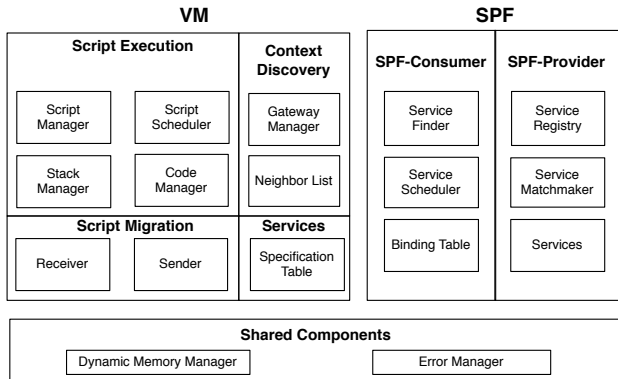 VM
SPF
Script Execution
Context
Discovery
SPF-Consumer
SPF-Provider
Script
Manager
Script
Scheduler
Gateway
Manager
Service
Finder
Service
Registry
Stack
Manager
Code
Manager
Neighbor List
Service
Scheduler
Service
Matchmaker
Script Migration
Services
Receiver
Sender
Specification
Table
Binding Table
Services
Shared Components
Dynamic Memory Manager
Error Manager